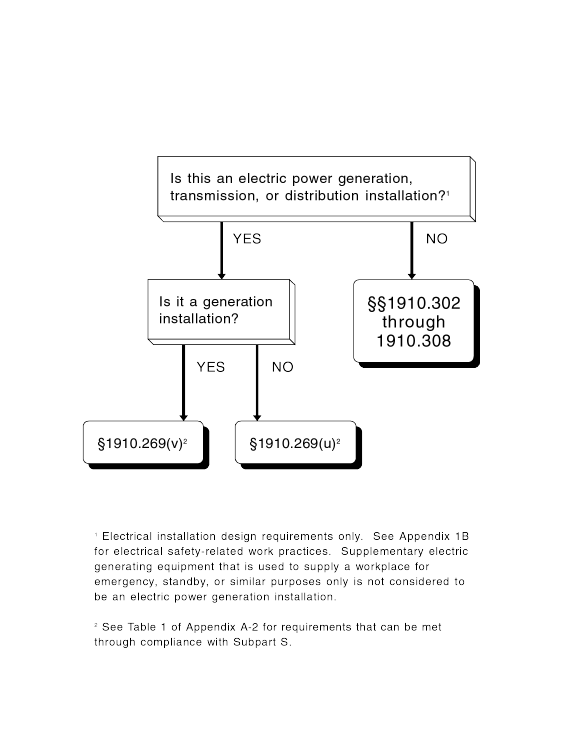 Is this an electric power generation,
transmission, or distribution installation?¹
YES
NO
Is it a generation
installation?
§§1910.302
through
1910.308
YES
NO
§1910.269(v)²
§1910.269(u)²
¹ Electrical installation design requirements only. See Appendix 1B
for electrical safety-related work practices. Supplementary electric
generating equipment that is used to supply a workplace for
emergency, standby, or similar purposes only is not considered to
be an electric power generation installation.
² See Table 1 of Appendix A-2 for requirements that can be met
through compliance with Subpart S.